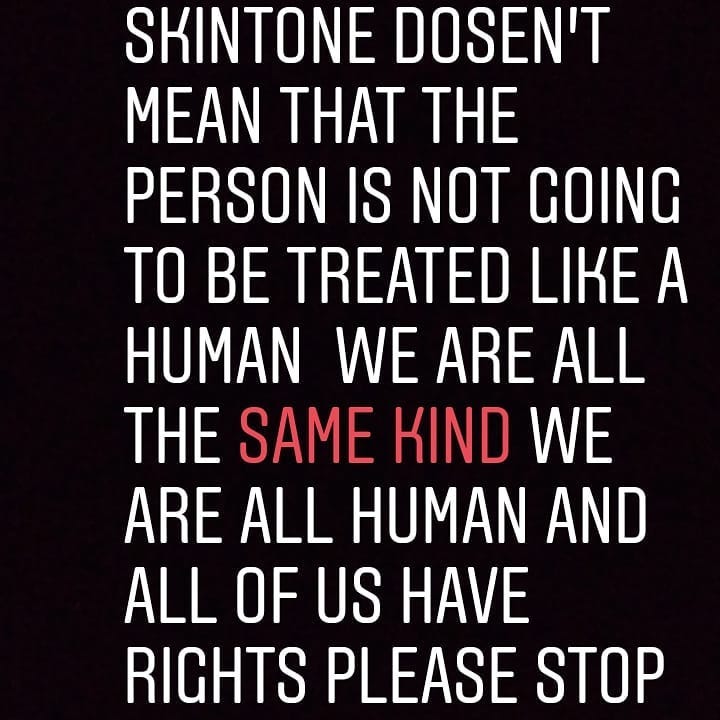 SKINTONE DOSEN'T
MEAN THAT THE
PERSON IS NOT GOING
TO BE TREATED LIKE A
HUMAN  WE ARE ALL
THE SAME KIND WE
ARE ALL HUMAN AND
ALL OF US HAVE
RIGHTS PLEASE STOP